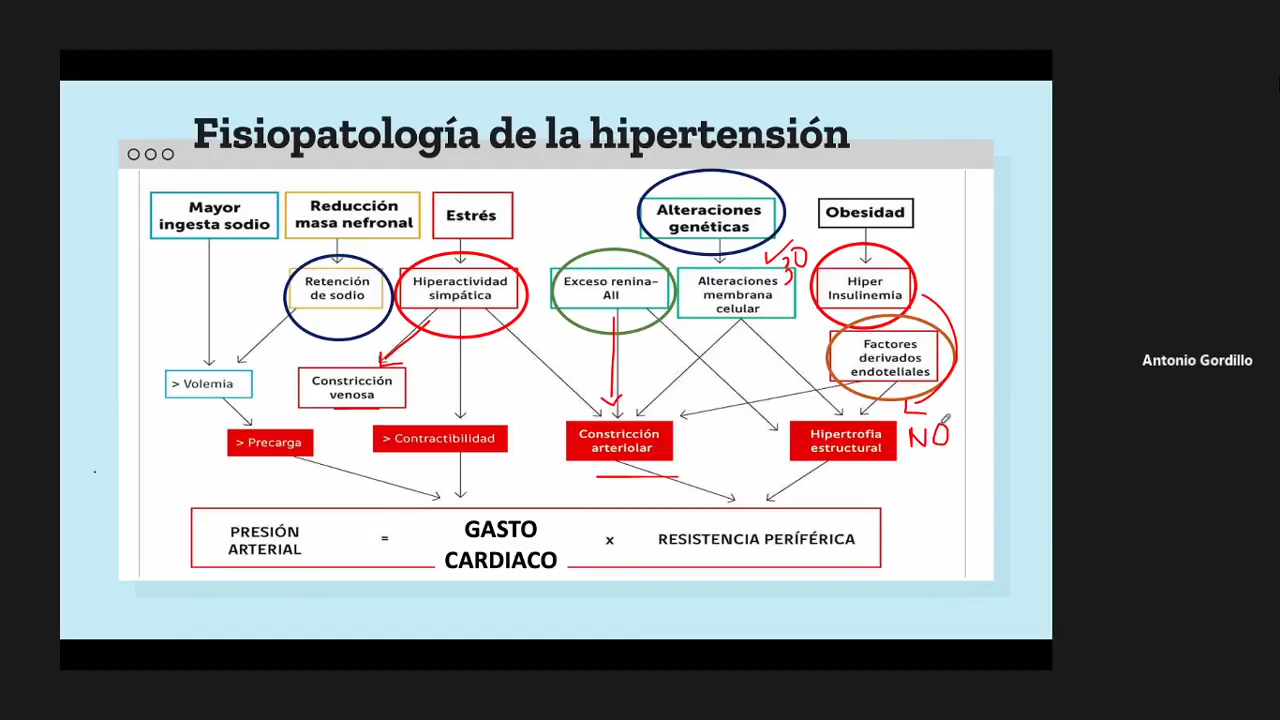 Fisiopatología de la hipertensión
Mayor
ingesta sodio
Reducción
masa nefronal
Estrés
Alteraciones
genéticas
Obesidad
Retención
de sodio
Hiperactividad
simpática
Exceso renina-
AII
Alteraciones
membrana
celular
Hiper
Insulinemia
Factores
derivados
endoteliales
> Volemia
Constricción
venosa
> Precarga
> Contractibilidad
Constricción
arteriolar
Hipertrofia
estructural
NO
PRESIÓN
ARTERIAL
=
GASTO
CARDIACO
x
RESISTENCIA PERÍFÉRICA
Antonio Gordillo